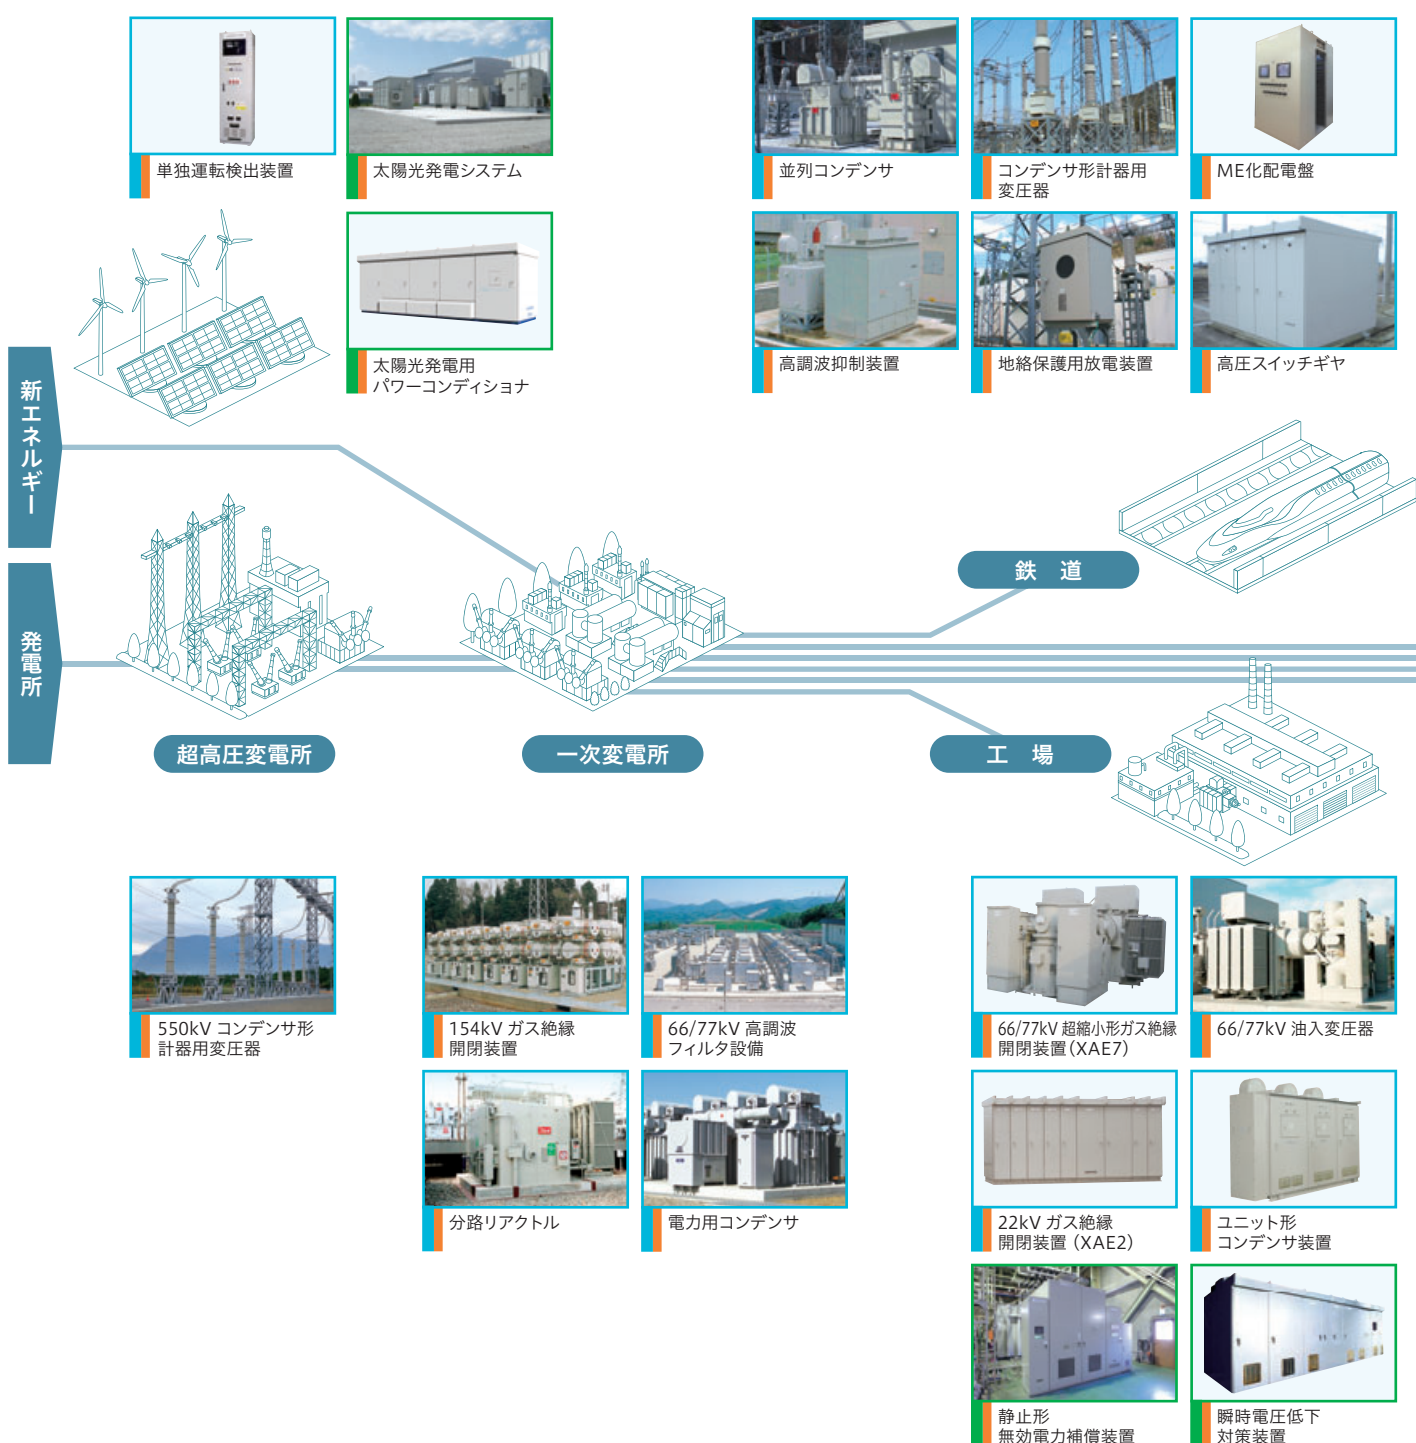 単独運転検出装置
太陽光発電システム
並列コンデンサ
コンデンサ形計器用
変圧器
ME化配電盤
太陽光発電用
パワーコンディショナ
高調波抑制装置
地絡保護用放電装置
高圧スイッチギヤ
新エネルギー
発電所
鉄 道
超高圧変電所
一次変電所
工 場
550kV コンデンサ形
計器用変圧器
154kV ガス絶縁
開閉装置
66/77kV 高調波
フィルタ設備
66/77kV 超縮小形ガス絶縁
開閉装置(XAE7)
66/77kV 油入変圧器
分路リアクトル
電力用コンデンサ
22kV ガス絶縁
開閉装置 (XAE2)
ユニット形
コンデンサ装置
静止形
無効電力補償装置
瞬時電圧低下
対策装置